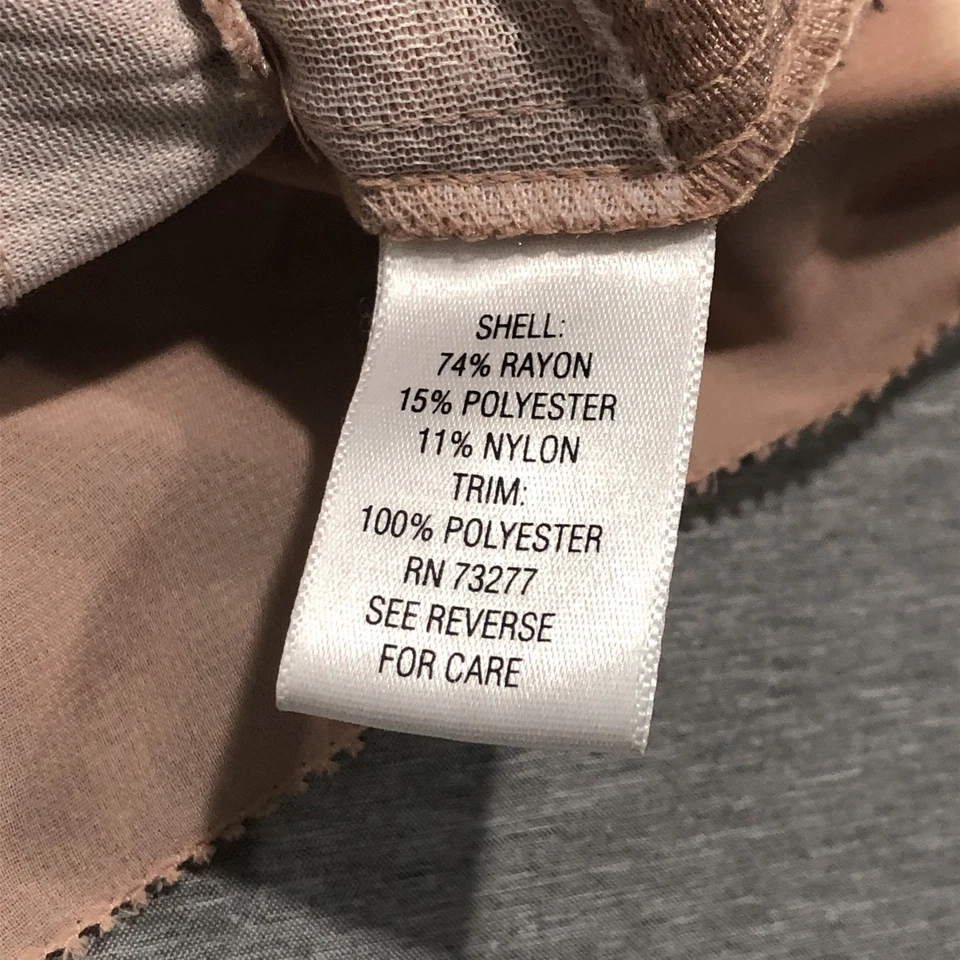 SHELL:
74% RAYON
15% POLYESTER
11% NYLON
TRIM:
100% POLYESTER
RN 73277
SEE REVERSE
FOR CARE